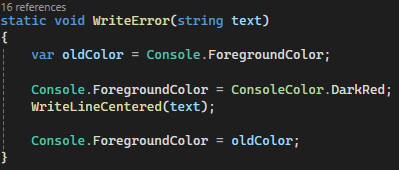 16 references
static void WriteError(string text)
{
var oldColor = Console.ForegroundColor;
Console.ForegroundColor = ConsoleColor.DarkRed;
WriteLineCentered(text);
Console.ForegroundColor = oldColor;
}